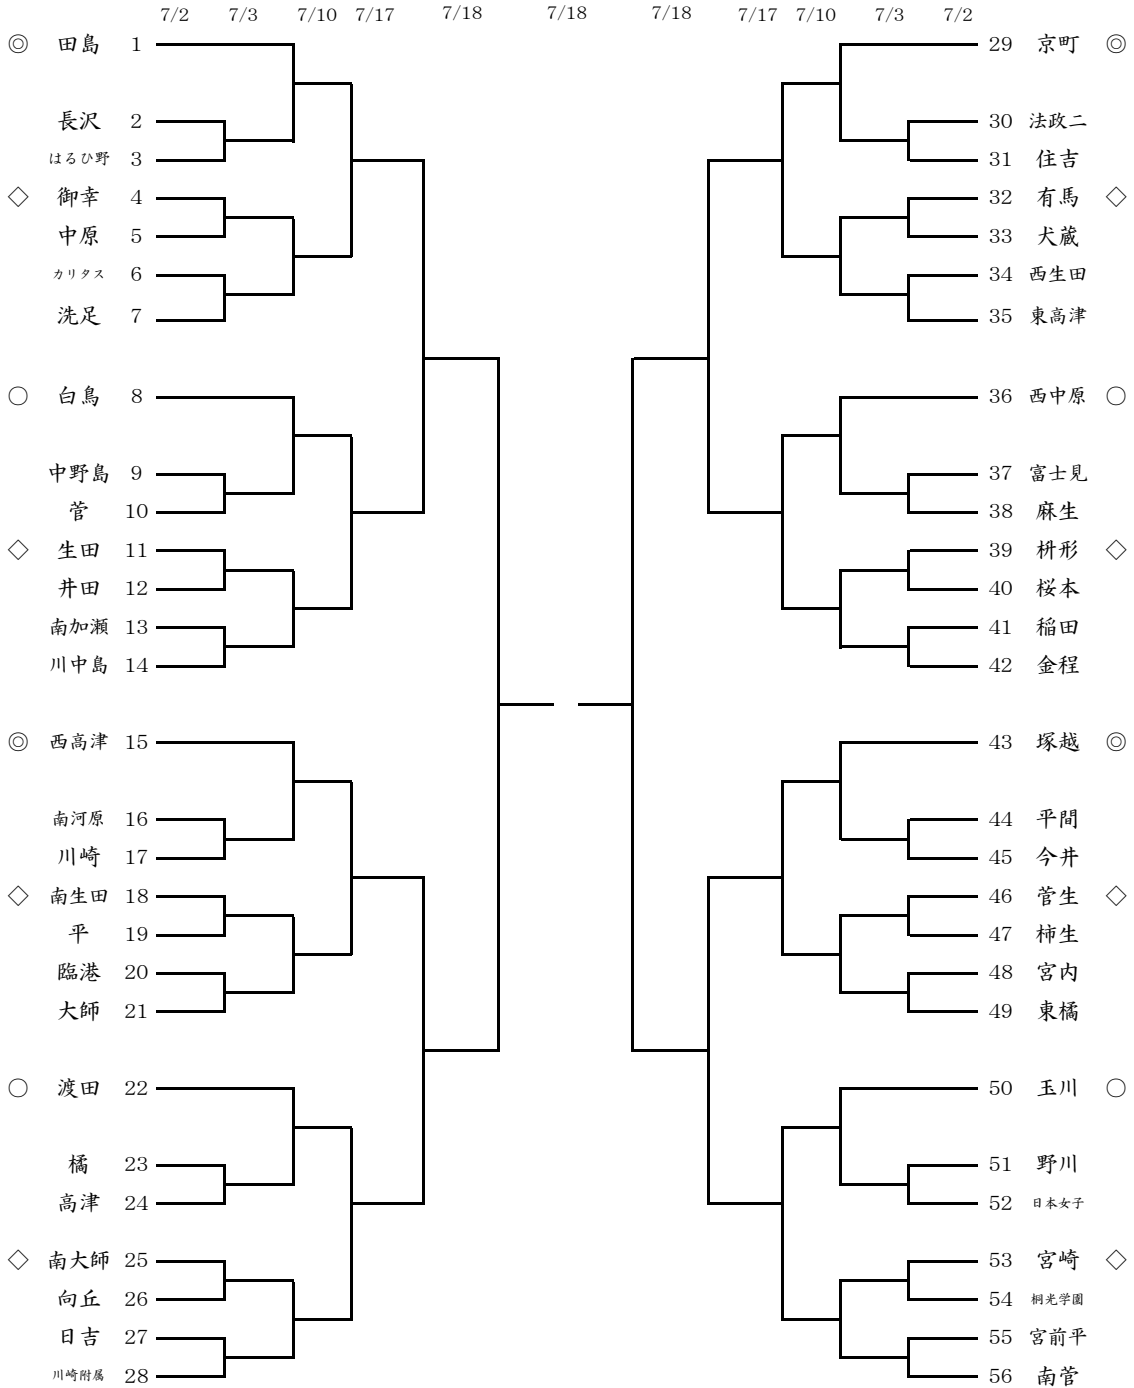 7/2 7/3 7/10 7/17 7/18 7/18 7/18 7/17 7/10 7/3 7/2
◎ 田島 1 29 京町 ◎
長沢 2 30 法政二
はるひ野 3 31 住吉
◇ 御幸 4 32 有馬 ◇
中原 5 33 犬蔵
カリタス 6 34 西生田
洗足 7 35 東高津
○ 白鳥 8 36 西中原 ○
中野島 9 37 富士見
菅 10 38 麻生
◇ 生田 11 39 枡形 ◇
井田 12 40 桜本
南加瀬 13 41 稲田
川中島 14 42 金程
◎ 西高津 15 43 塚越 ◎
南河原 16 44 平間
川崎 17 45 今井
◇ 南生田 18 46 菅生 ◇
平 19 47 柿生
臨港 20 48 宮内
大師 21 49 東橘
○ 渡田 22 50 玉川 ○
橘 23 51 野川
高津 24 52 日本女子
◇ 南大師 25 53 宮崎 ◇
向丘 26 54 桐光学園
日吉 27 55 宮前平
川崎附属 28 56 南菅